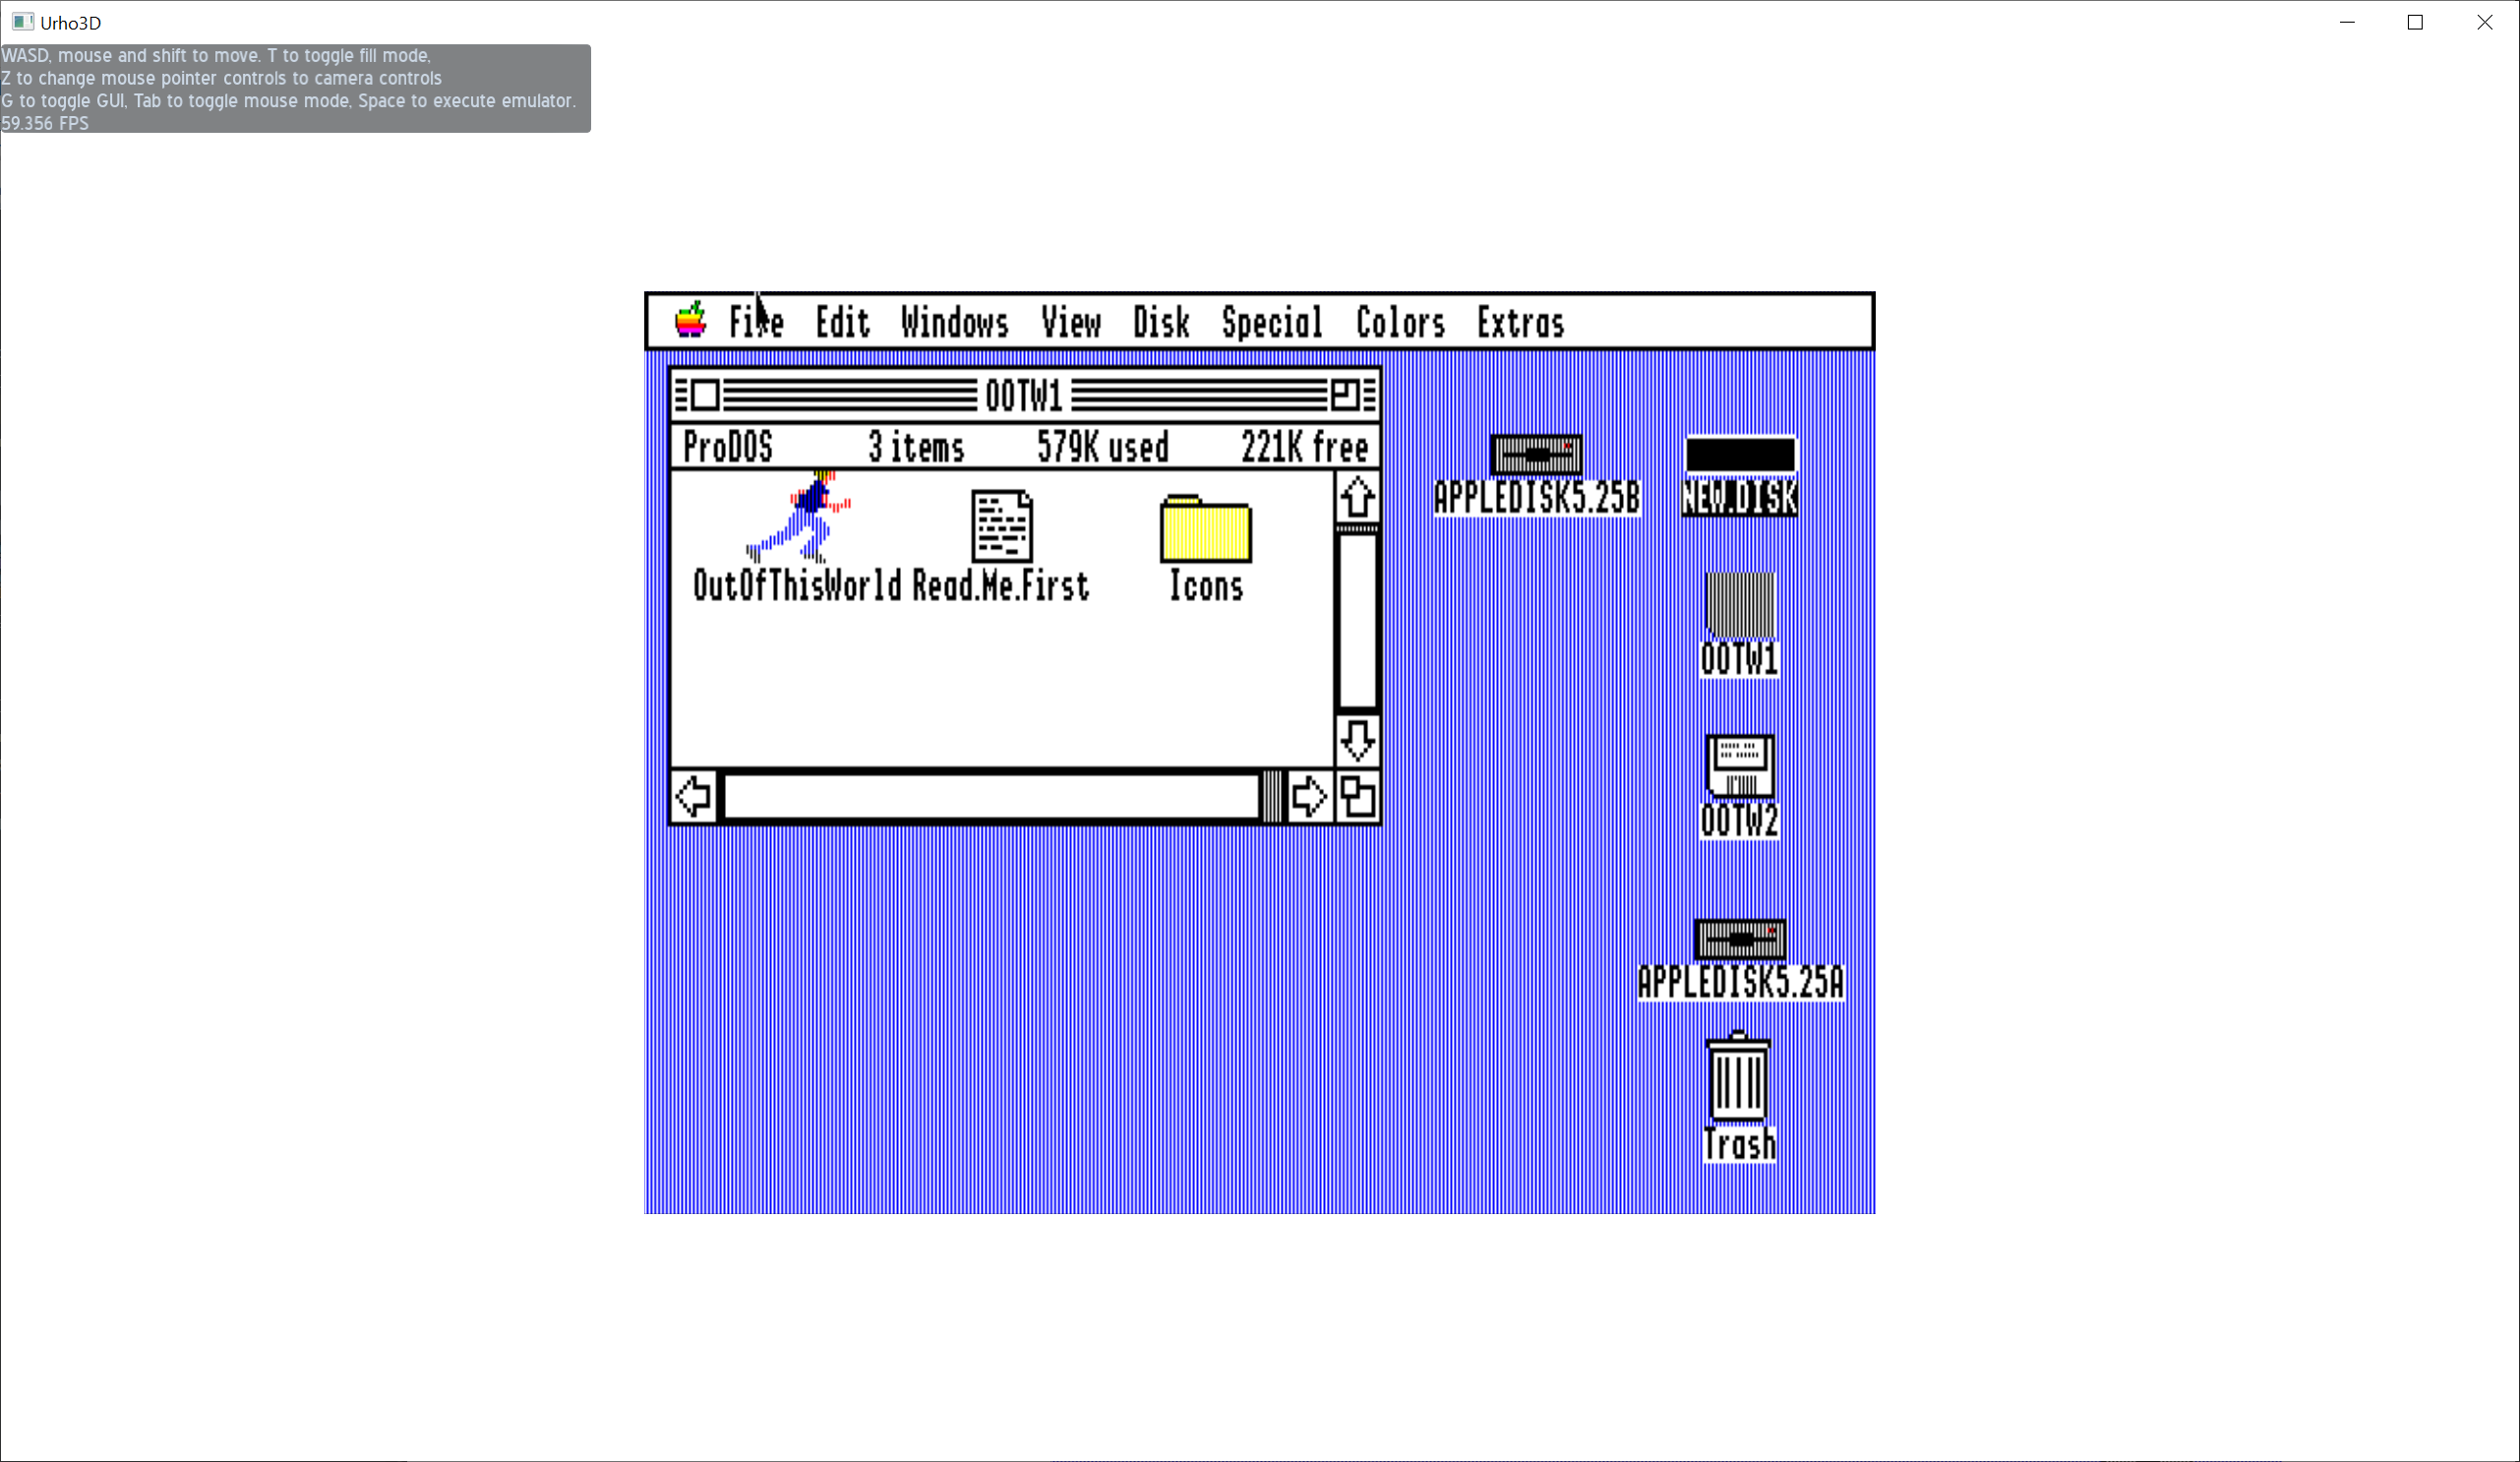 Urho3D
WASD, mouse and shift to move. T to toggle fill mode,
Z to change mouse pointer controls to camera controls
G to toggle GUI, Tab to toggle mouse mode, Space to execute emulator.
59.356 FPS
File Edit Windows View Disk Special Colors Extras
OOTW1
ProDOS 3 items 579K used 221K free
OutOfThisWorld Read.Me.First Icons
APPLEDISK5.25B NEW.DISK
OOTW1
OOTW2
APPLEDISK5.25A
Trash